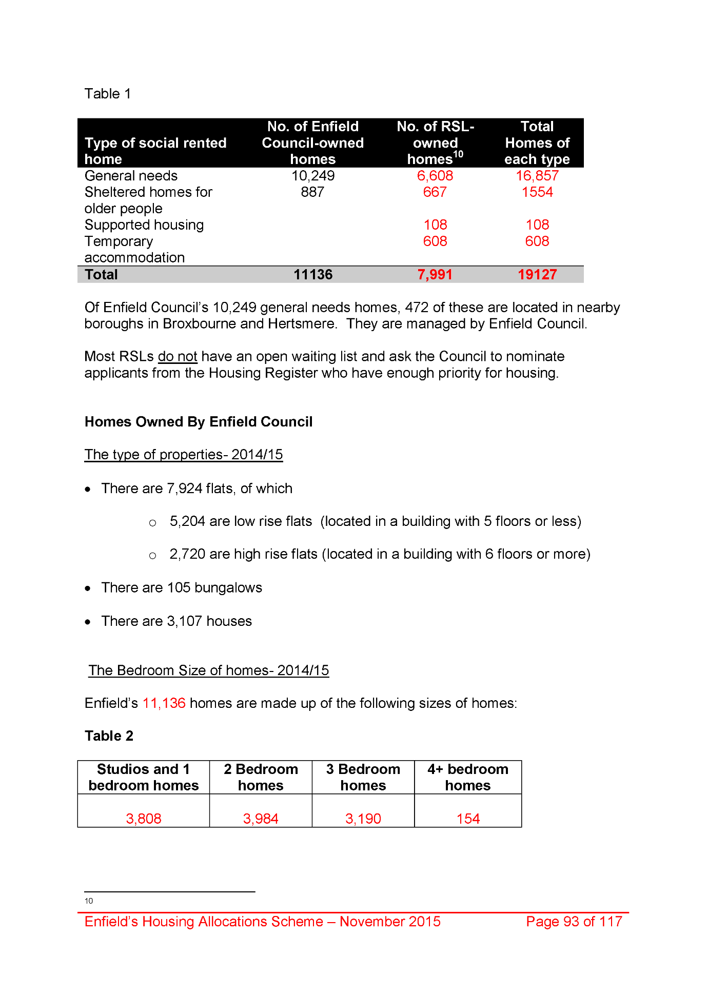 Table 1
Type of social rented home | No. of Enfield Council-owned homes | No. of RSL-owned homes10 | Total Homes of each type
General needs 10,249 6,608 16,857
Sheltered homes for 887 667 1554
older people
Supported housing 108 108
Temporary 608 608
accommodation
Total 11136 7,991 19127
Of Enfield Council’s 10,249 general needs homes, 472 of these are located in nearby
boroughs in Broxbourne and Hertsmere.  They are managed by Enfield Council.
Most RSLs do not have an open waiting list and ask the Council to nominate
applicants from the Housing Register who have enough priority for housing.
Homes Owned By Enfield Council
The type of properties- 2014/15
• There are 7,924 flats, of which
o 5,204 are low rise flats  (located in a building with 5 floors or less)
o 2,720 are high rise flats (located in a building with 6 floors or more)
• There are 105 bungalows
• There are 3,107 houses
The Bedroom Size of homes- 2014/15
Enfield’s 11,136 homes are made up of the following sizes of homes:
Table 2
Studios and 1 bedroom homes | 2 Bedroom homes | 3 Bedroom homes | 4+ bedroom homes
3,808 3,984 3,190 154
10
Enfield’s Housing Allocations Scheme – November 2015 Page 93 of 117